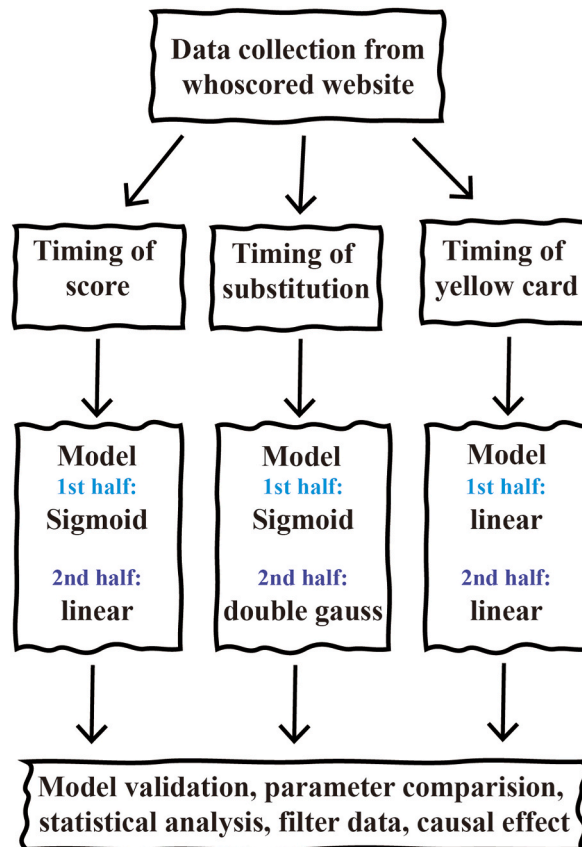 Data collection from
whoscored website
Timing of
score
Timing of
substitution
Timing of
yellow card
Model
1st half:
Sigmoid
2nd half:
linear
Model
1st half:
Sigmoid
2nd half:
double gauss
Model
1st half:
linear
2nd half:
linear
Model validation, parameter comparision,
statistical analysis, filter data, causal effect